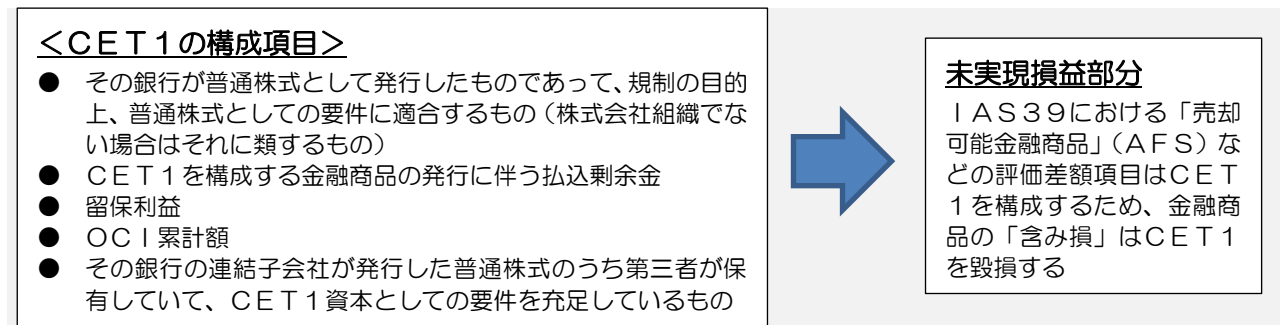 ＜ＣＥＴ１の構成項目＞
● その銀行が普通株式として発行したものであって、規制の目的
上、普通株式としての要件に適合するもの（株式会社組織でな
い場合はそれに類するもの）
● ＣＥＴ１を構成する金融商品の発行に伴う払込剰余金
● 留保利益
● ＯＣＩ累計額
● その銀行の連結子会社が発行した普通株式のうち第三者が保
有していて、ＣＥＴ１資本としての要件を充足しているもの
未実現損益部分
ＩＡＳ３９における「売却
可能金融商品」（ＡＦＳ）な
どの評価差額項目はＣＥＴ
１を構成するため、金融商
品の「含み損」はＣＥＴ１
を毀損する